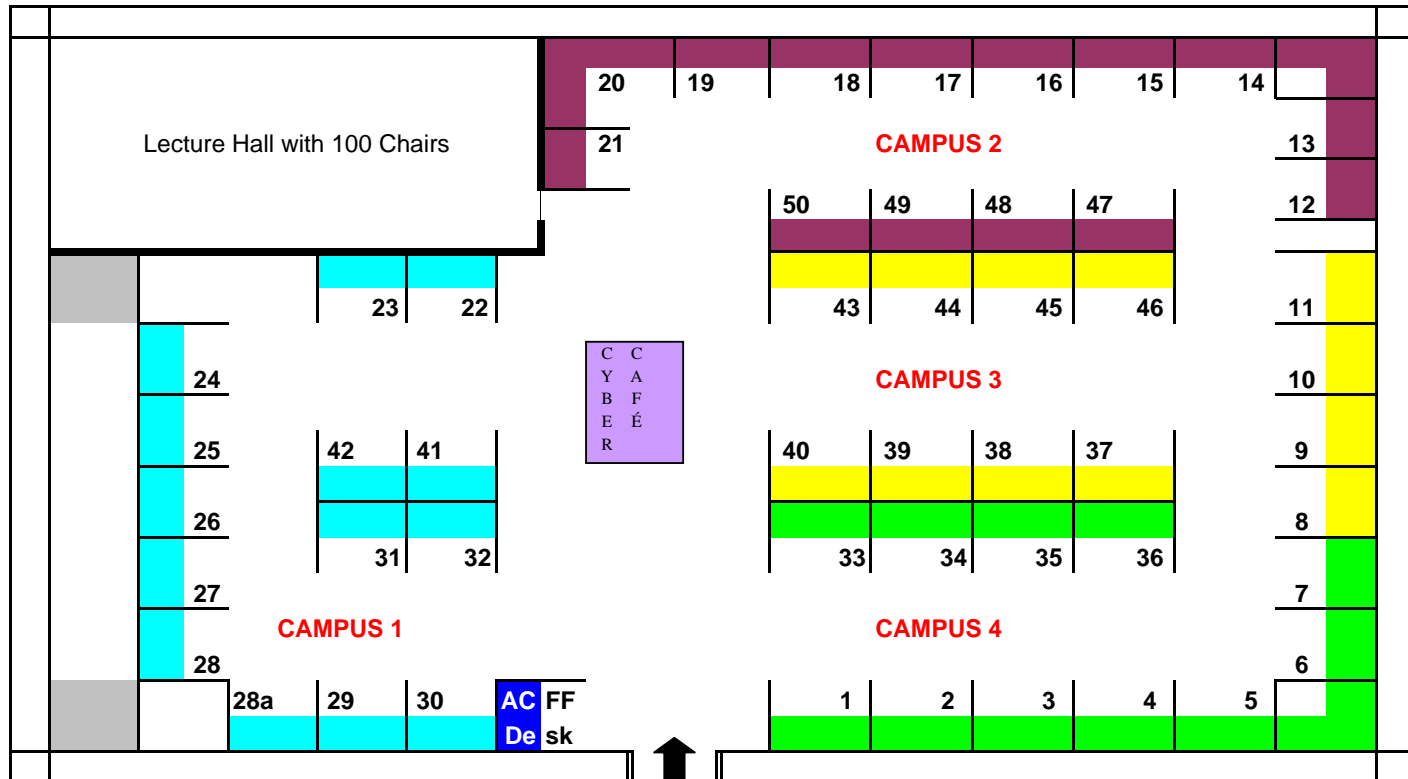 20 19 18 17 16 15 14
Lecture Hall with 100 Chairs
21 CAMPUS 2 13
50 49 48 47 12
23 22 43 44 45 46 11
C C
Y A
B F
E É
R
24 CAMPUS 3 10
25 42 41 40 39 38 37 9
26 8
31 32 33 34 35 36
27 7
CAMPUS 1 CAMPUS 4
28 6
28a 29 30 AC FF 1 2 3 4 5
De sk